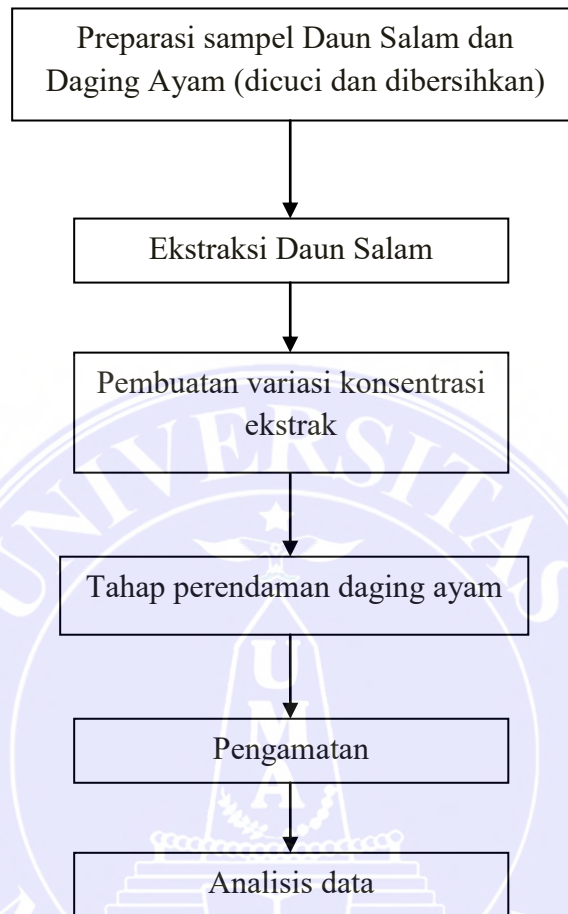 Preparasi sampel Daun Salam dan
Daging Ayam (dicuci dan dibersihkan)
Ekstraksi Daun Salam
Pembuatan variasi konsentrasi
ekstrak
UNIVERSITAS
Tahap perendaman daging ayam
U
M
A
Pengamatan
Analisis data